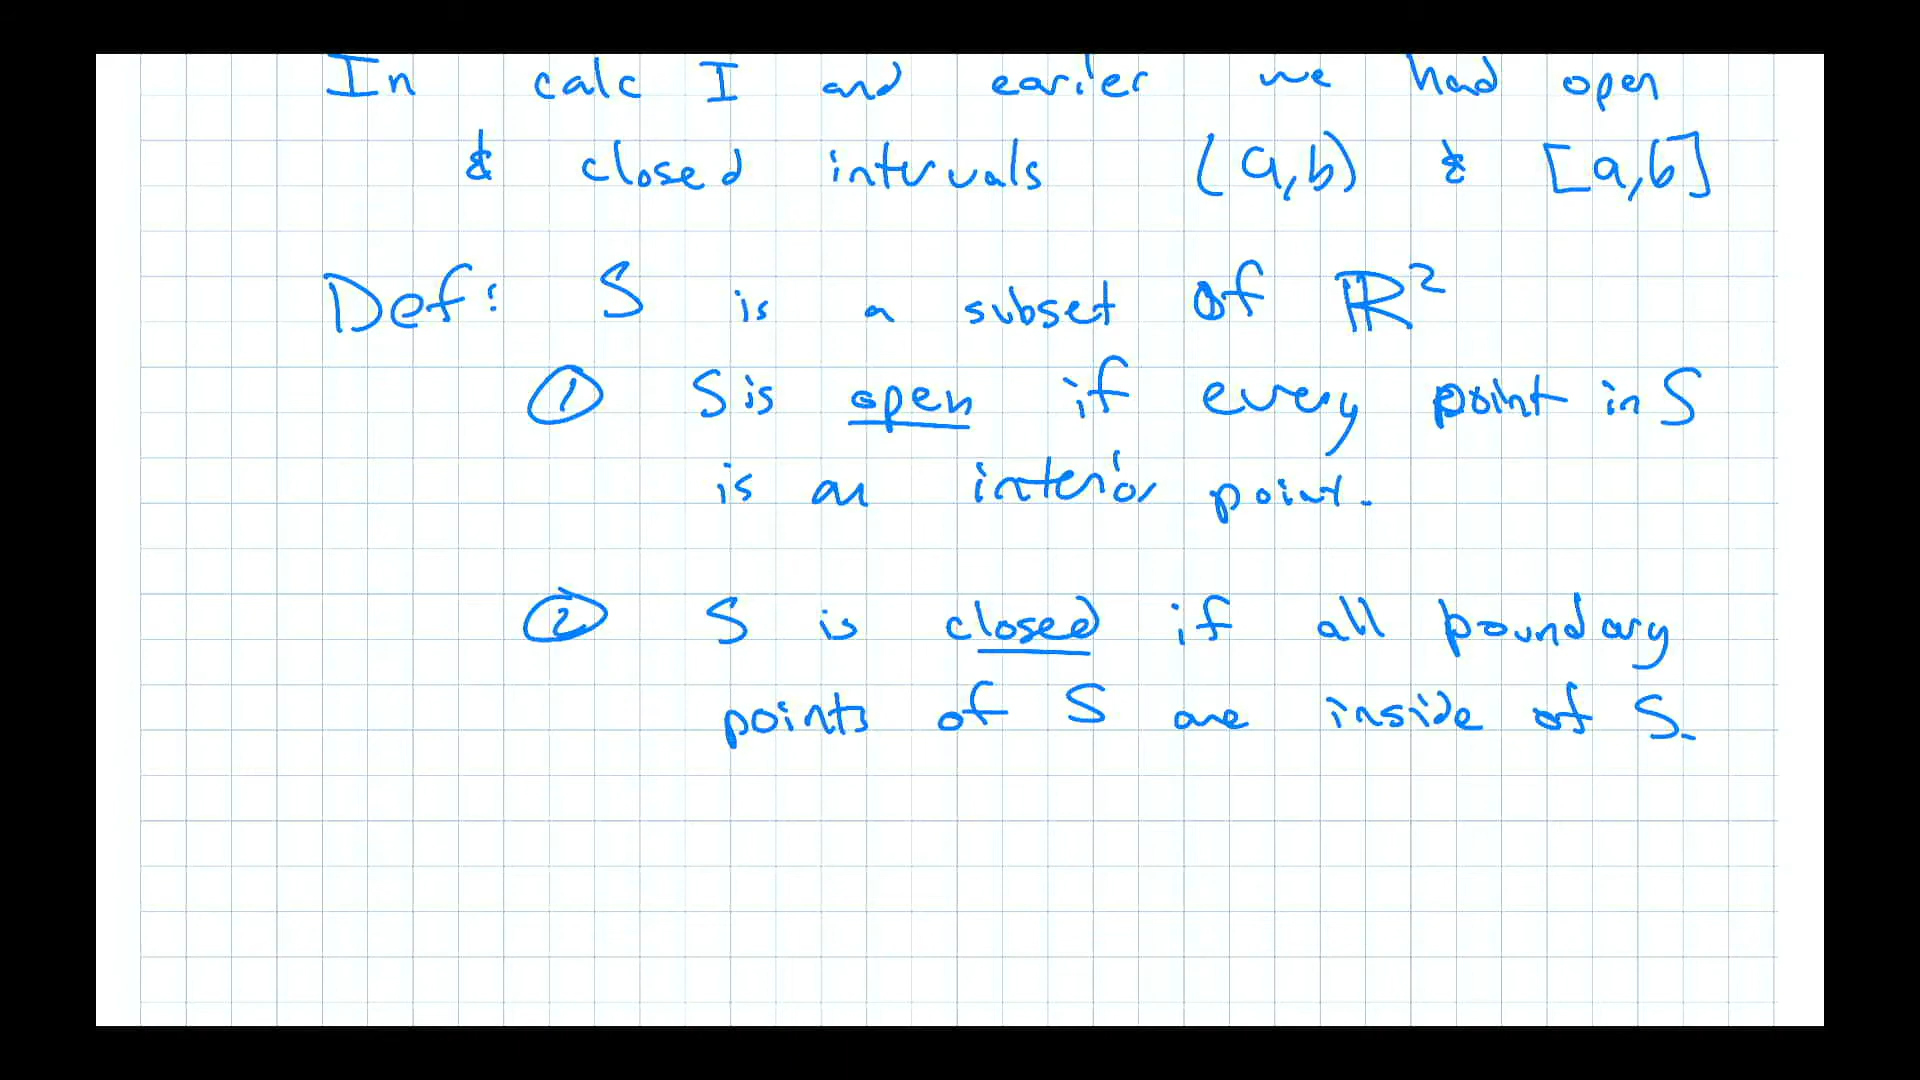 In calc I and earier we had open
& closed intervals (a,b) & [a,b]
Def: S is a subset of ℝ²
① S is open if every point in S
is an interior point.
② S is closed if all boundary
points of S are inside of S.